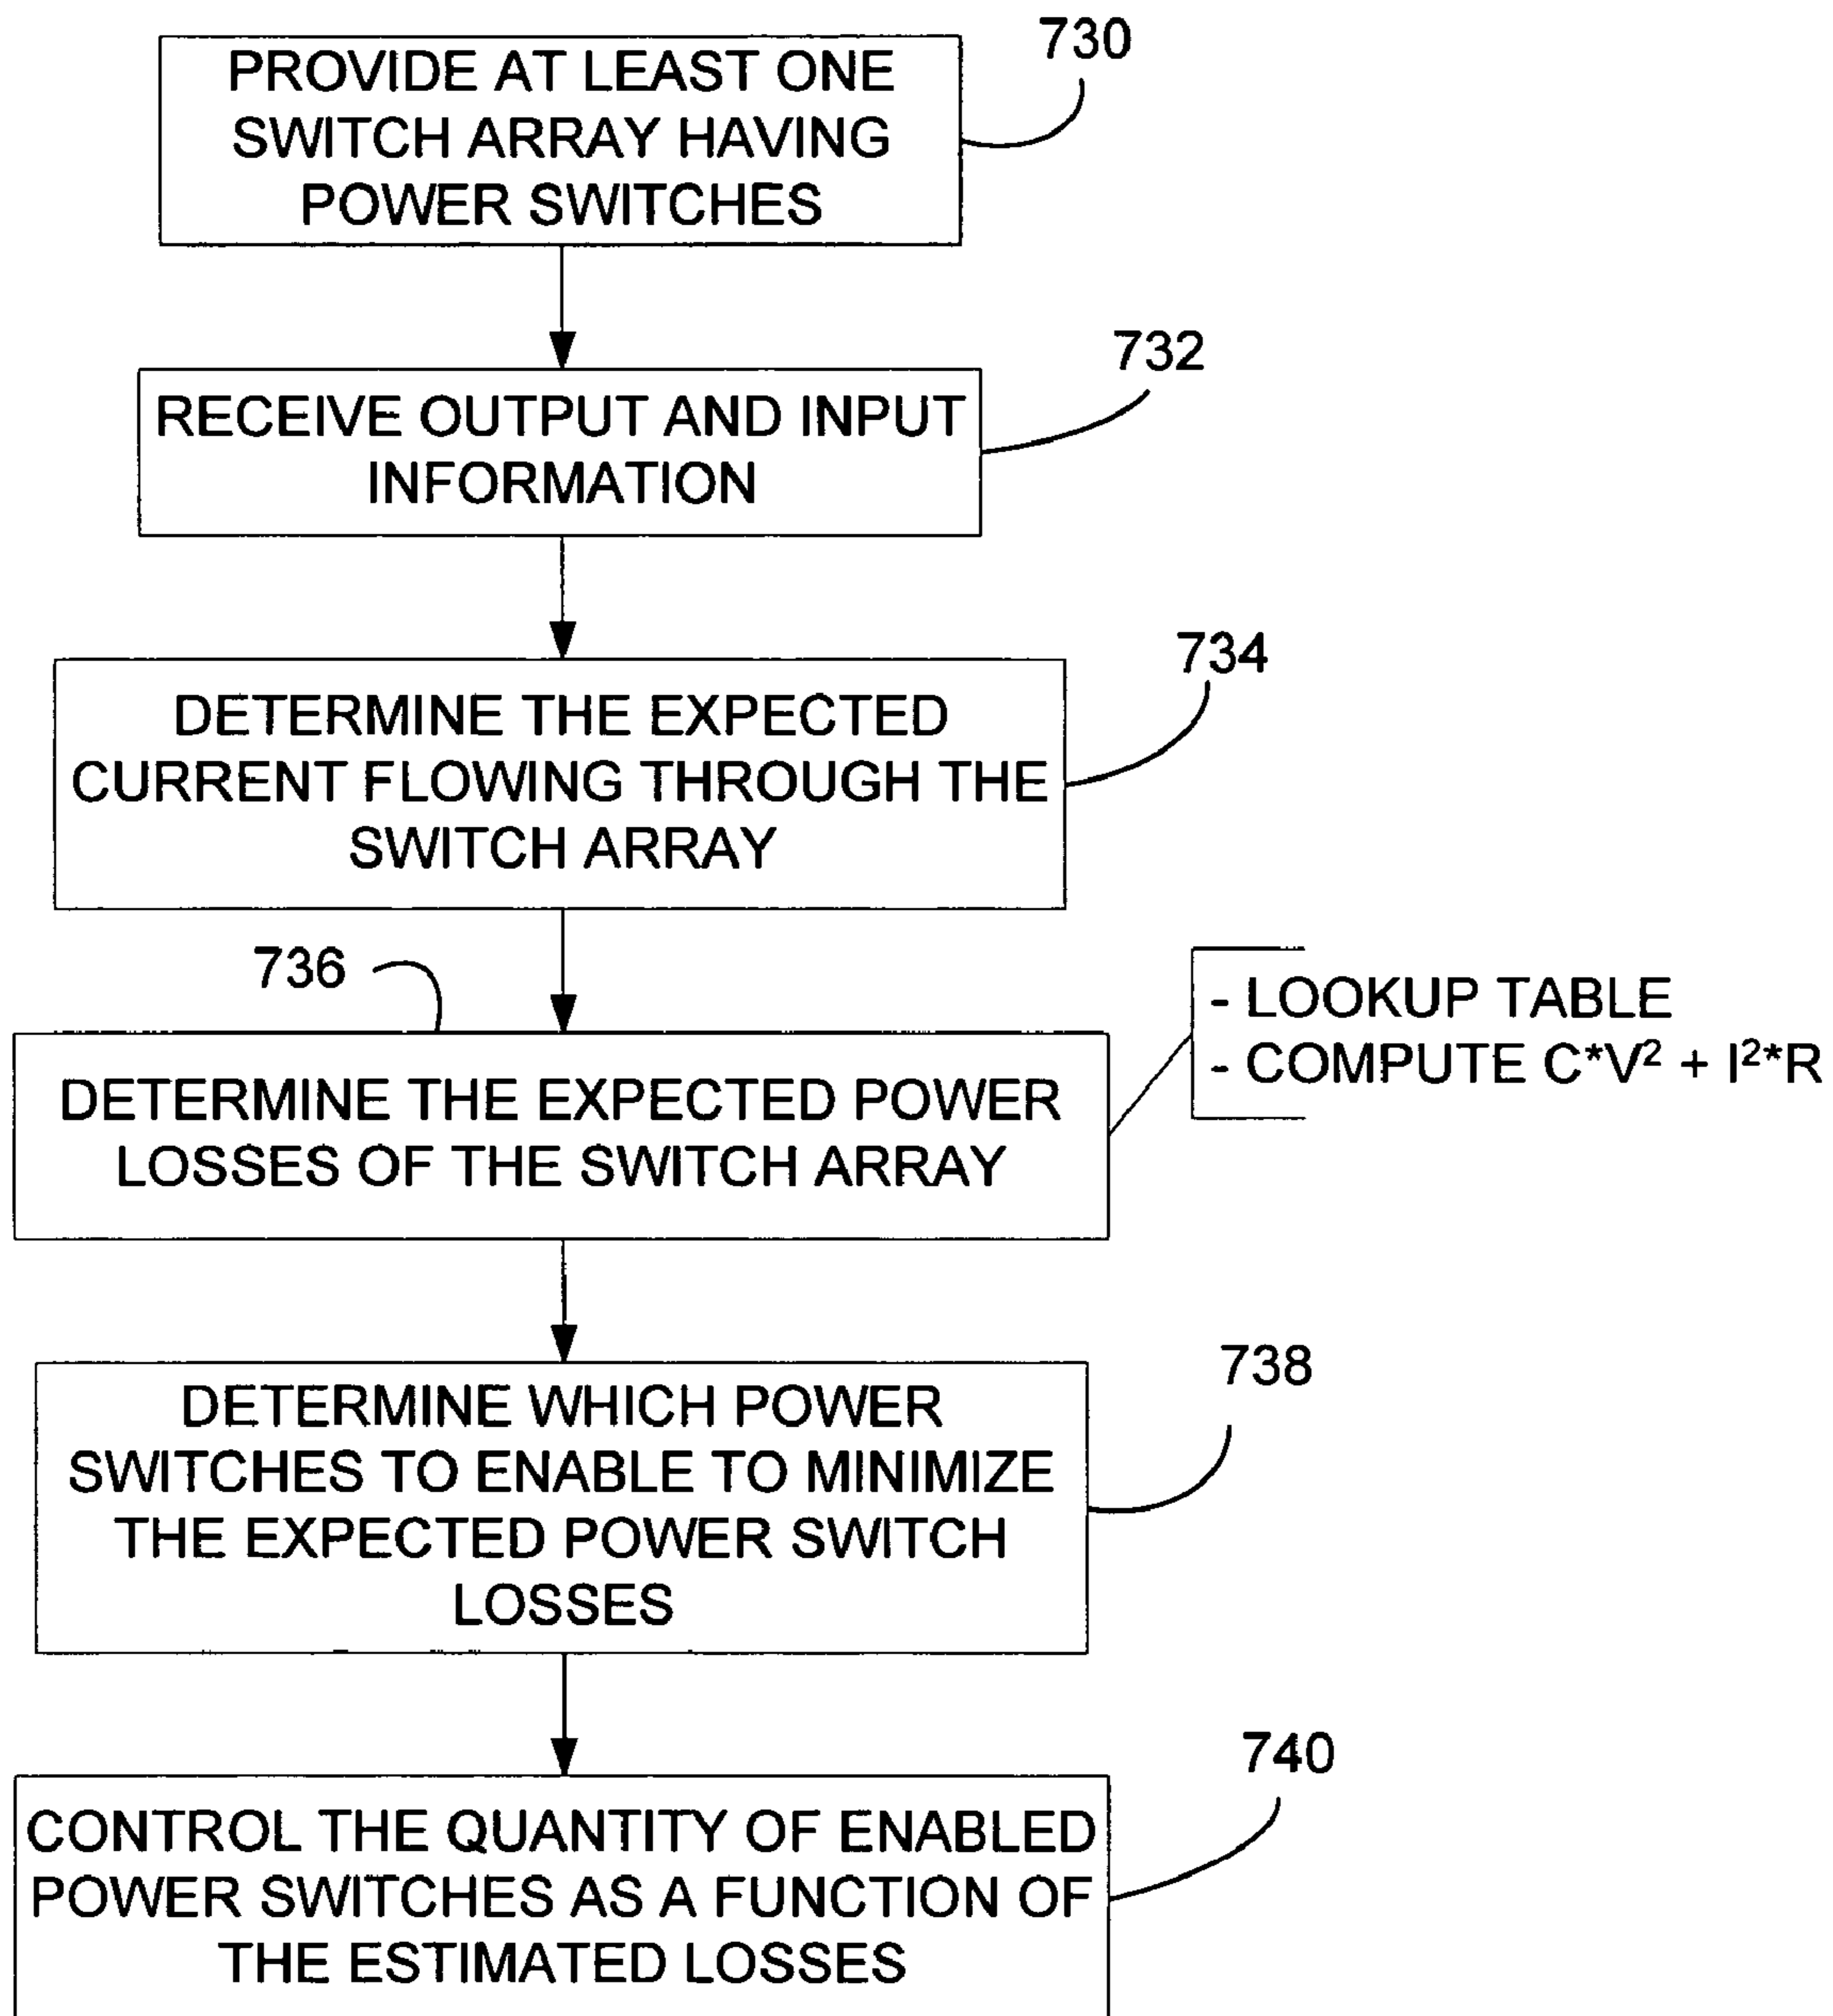 730
PROVIDE AT LEAST ONE
SWITCH ARRAY HAVING
POWER SWITCHES
732
RECEIVE OUTPUT AND INPUT
INFORMATION
734
DETERMINE THE EXPECTED
CURRENT FLOWING THROUGH THE
SWITCH ARRAY
736
- LOOKUP TABLE
- COMPUTE C*V² + I²*R
DETERMINE THE EXPECTED POWER
LOSSES OF THE SWITCH ARRAY
738
DETERMINE WHICH POWER
SWITCHES TO ENABLE TO MINIMIZE
THE EXPECTED POWER SWITCH
LOSSES
740
CONTROL THE QUANTITY OF ENABLED
POWER SWITCHES AS A FUNCTION OF
THE ESTIMATED LOSSES